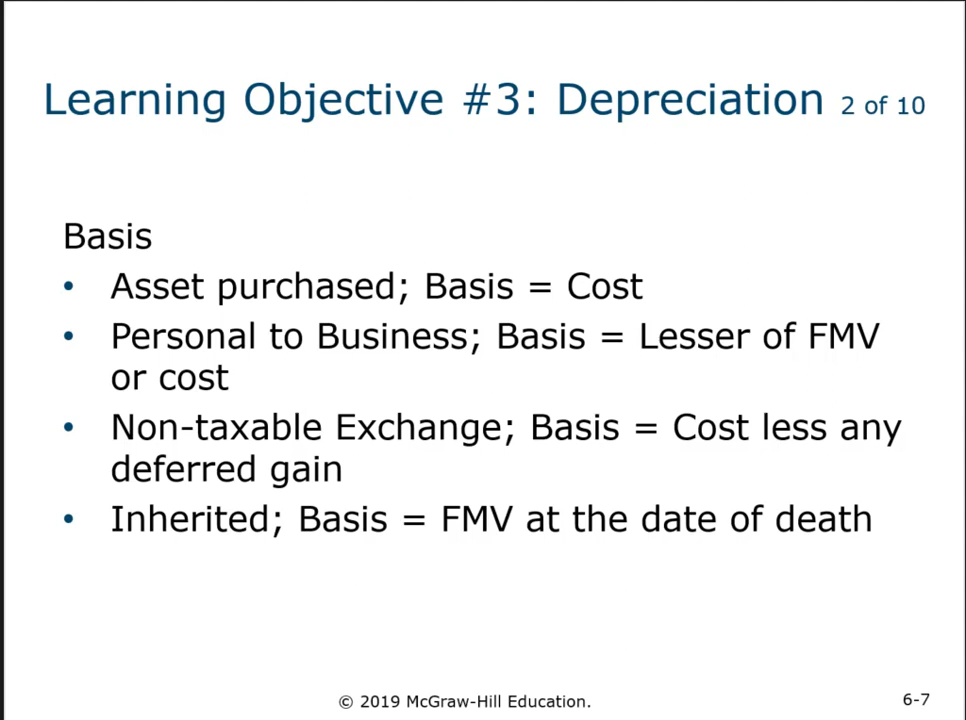 Learning Objective #3: Depreciation 2 of 10
Basis
• Asset purchased; Basis = Cost
• Personal to Business; Basis = Lesser of FMV
or cost
• Non-taxable Exchange; Basis = Cost less any
deferred gain
• Inherited; Basis = FMV at the date of death
© 2019 McGraw-Hill Education.
6-7